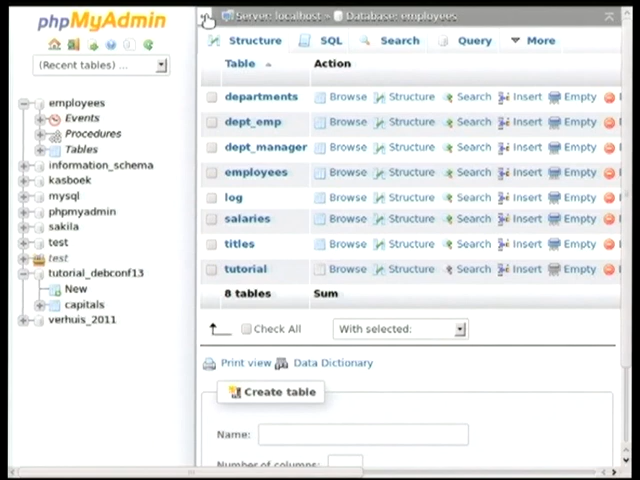 phpMyAdmin
(Recent tables) ...
employees
Events
Procedures
Tables
information_schema
kasboek
mysql
phpmyadmin
sakila
test
test
tutorial_debconf13
New
capitals
verhuis_2011
Server: localhost » Database: employees
Structure SQL Search Query More
Table Action
departments Browse Structure Search Insert Empty
dept_emp Browse Structure Search Insert Empty
dept_manager Browse Structure Search Insert Empty
employees Browse Structure Search Insert Empty
log Browse Structure Search Insert Empty
salaries Browse Structure Search Insert Empty
titles Browse Structure Search Insert Empty
tutorial Browse Structure Search Insert Empty
8 tables Sum
Check All With selected:
Print view Data Dictionary
Create table
Name:
Number of columns: